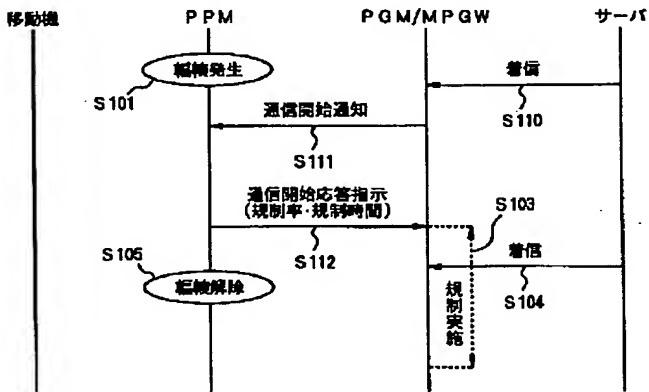 移動機
PPM
PGM/MPGW
サーバ
輻輳発生
S101
着信
S110
通信開始通知
S111
通信開始応答指示
(規制率・規制時間)
S112
S103
S105
輻輳解除
着信
S104
規制実施